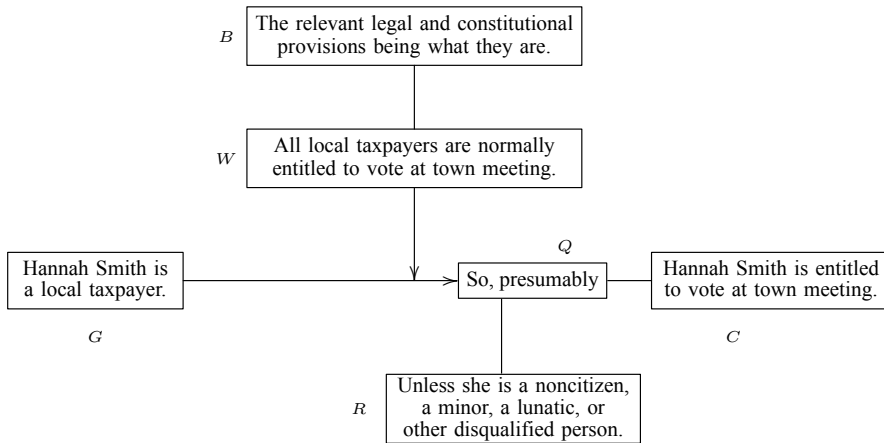 B
The relevant legal and constitutional
provisions being what they are.
W
All local taxpayers are normally
entitled to vote at town meeting.
Q
Hannah Smith is
a local taxpayer.
So, presumably
Hannah Smith is entitled
to vote at town meeting.
G
C
R
Unless she is a noncitizen,
a minor, a lunatic, or
other disqualified person.